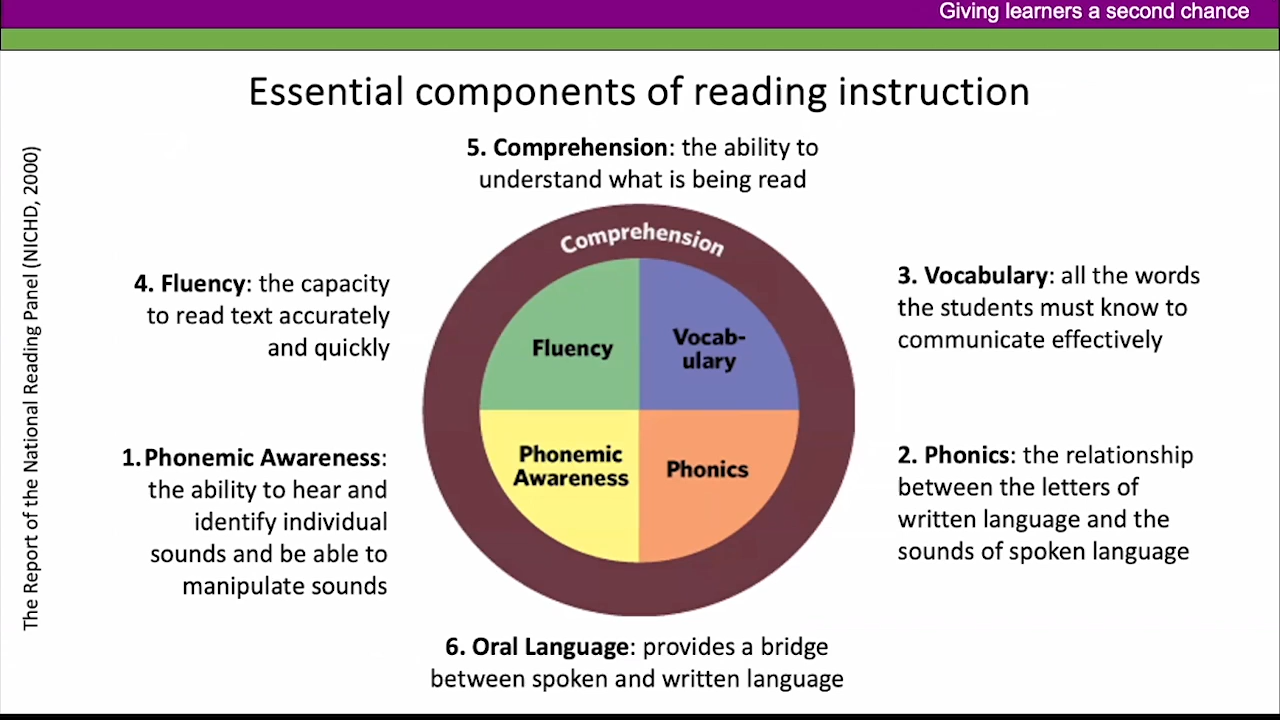 Giving learners a second chance
Essential components of reading instruction
5. Comprehension: the ability to
understand what is being read
The Report of the National Reading Panel (NICHD, 2000)
4. Fluency: the capacity
to read text accurately
and quickly
1. Phonemic Awareness:
the ability to hear and
identify individual
sounds and be able to
manipulate sounds
Comprehension
Fluency
Vocab-
ulary
Phonemic
Awareness
Phonics
3. Vocabulary: all the words
the students must know to
communicate effectively
2. Phonics: the relationship
between the letters of
written language and the
sounds of spoken language
6. Oral Language: provides a bridge
between spoken and written language